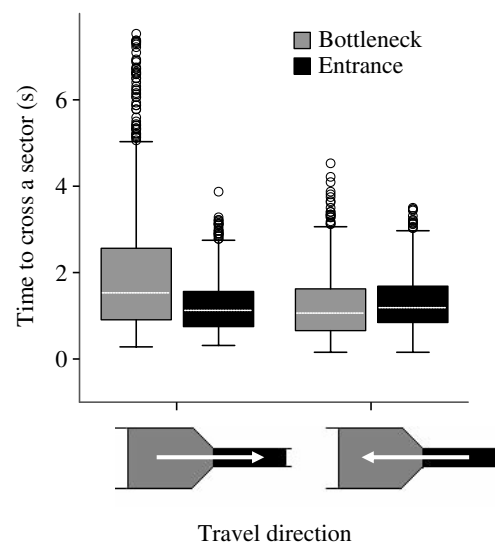 Bottleneck
Entrance
Time to cross a sector (s)
6
4
2
0
Travel direction